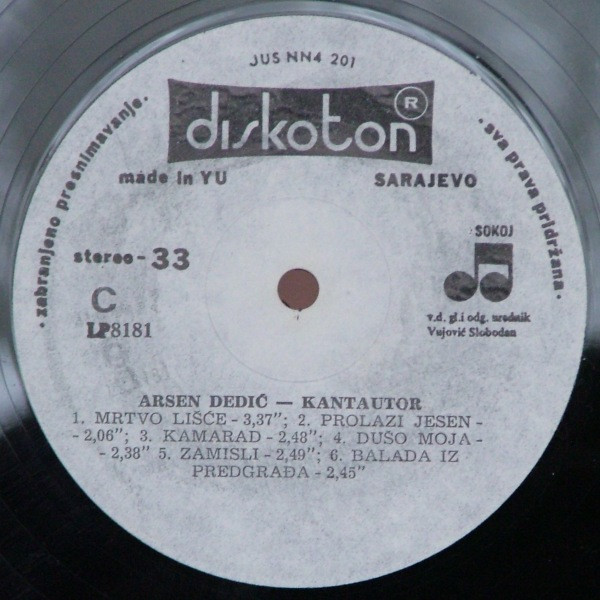 JUS NN4 201
diskoton ®
· zabranjeno presnimavanje ·
· sva prava pridržana ·
made in YU
SARAJEVO
stereo - 33
SOKOJ
C
LP8181
v.d. gl.i odg. urednik
Vujović Slobodan
ARSEN DEDIĆ — KANTAUTOR
1. MRTVO LIŠĆE - 3,37"; 2. PROLAZI JESEN -
- 2,06"; 3. KAMARAD - 2,48"; 4. DUŠO MOJA -
- 2,38" 5. ZAMISLI - 2,49"; 6. BALADA IZ
PREDGRAĐA - 2,45"